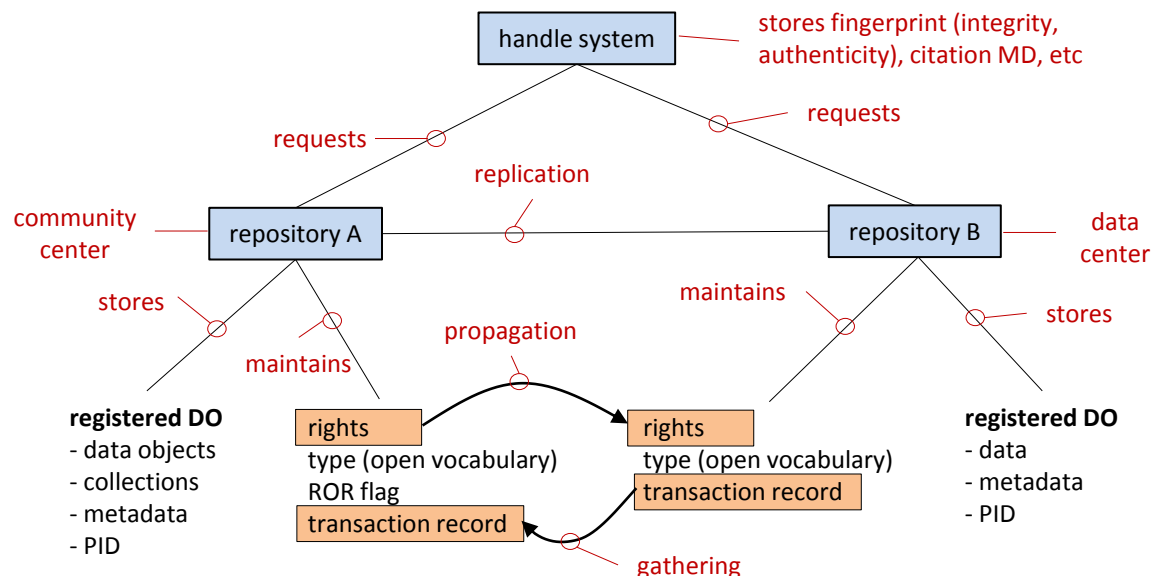 handle system
stores fingerprint (integrity,
authenticity), citation MD, etc
requests
requests
replication
community
center
repository A
repository B
data
center
stores
maintains
propagation
maintains
stores
registered DO
- data objects
- collections
- metadata
- PID
rights
type (open vocabulary)
ROR flag
transaction record
rights
type (open vocabulary)
transaction record
gathering
registered DO
- data
- metadata
- PID